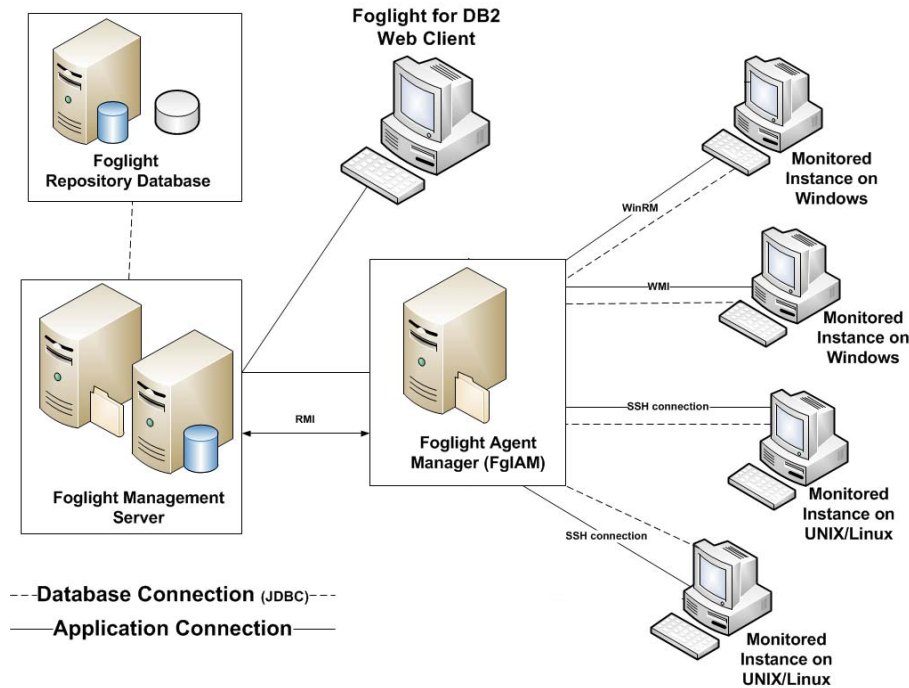 Foglight for DB2
Web Client
Foglight
Repository Database
Monitored
Instance on
Windows
WinRM
WMI
Monitored
Instance on
Windows
SSH connection
RMI
Foglight Agent
Manager (FglAM)
Foglight Management
Server
Monitored
Instance on
UNIX/Linux
SSH connection
Database Connection (JDBC)
Application Connection
Monitored
Instance on
UNIX/Linux